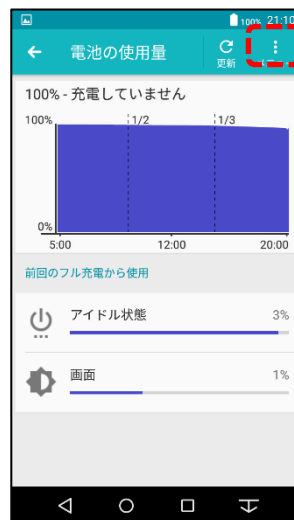 100% 21:10
電池の使用量
更新
100% - 充電していません
100%
1/2
1/3
0%
5:00 12:00 20:00
前回のフル充電から使用
アイドル状態 3%
画面 1%